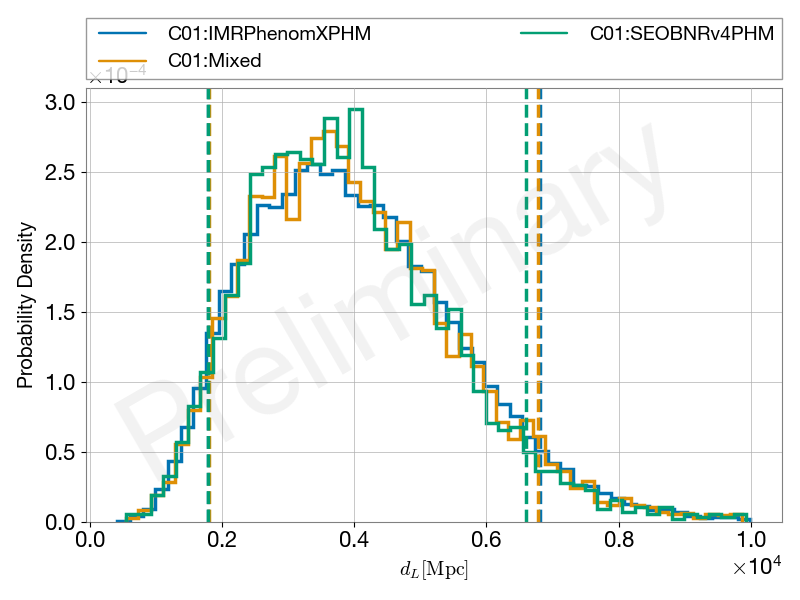 C01:IMRPhenomXPHM C01:SEOBNRv4PHM
C01:Mixed
×10⁻⁴
3.0
2.5
2.0
1.5
1.0
0.5
0.0
Probability Density
Preliminary
0.0 0.2 0.4 0.6 0.8 1.0
×10⁴
d_L[Mpc]